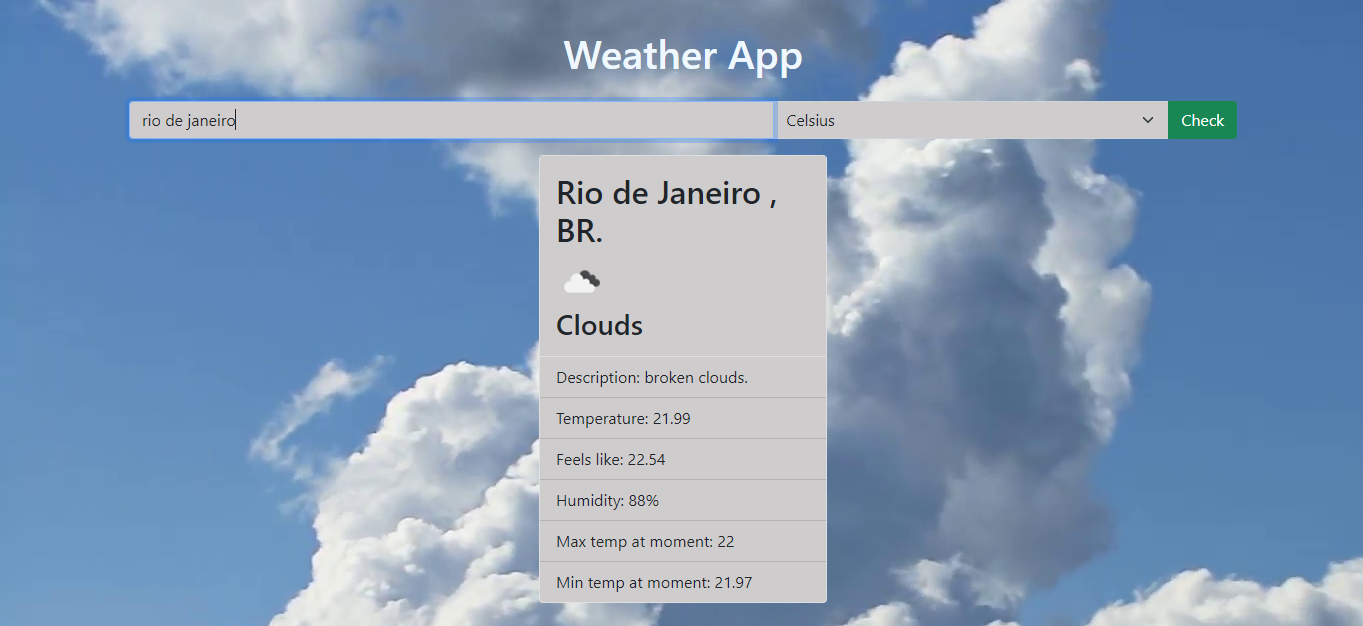 Weather App
rio de janeiro
Celsius
Check
Rio de Janeiro ,
BR.
Clouds
Description: broken clouds.
Temperature: 21.99
Feels like: 22.54
Humidity: 88%
Max temp at moment: 22
Min temp at moment: 21.97